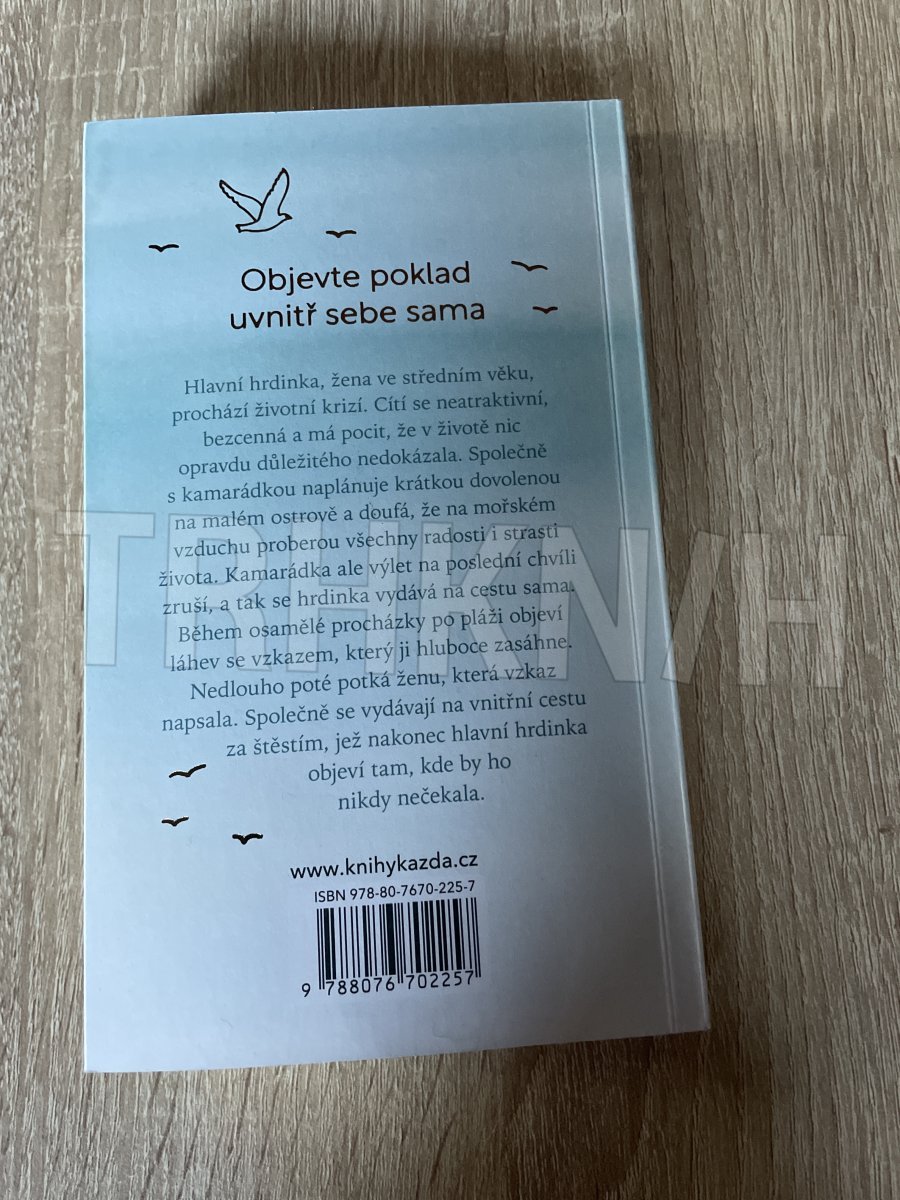 Objevte poklad
uvnitř sebe sama
Hlavní hrdinka, žena ve středním věku,
prochází životní krizí. Cítí se neatraktivní,
bezcenná a má pocit, že v životě nic
opravdu důležitého nedokázala. Společně
s kamarádkou naplánuje krátkou dovolenou
na malém ostrově a doufá, že na mořském
vzduchu proberou všechny radosti i strasti
života. Kamarádka ale výlet na poslední chvíli
zruší, a tak se hrdinka vydává na cestu sama.
Během osamělé procházky po pláži objeví
láhev se vzkazem, který ji hluboce zasáhne.
Nedlouho poté potká ženu, která vzkaz
napsala. Společně se vydávají na vnitřní cestu
za štěstím, jež nakonec hlavní hrdinka
objeví tam, kde by ho
nikdy nečekala.
www.knihykazda.cz
ISBN 978-80-7670-225-7
9 788076 702257
TRHKNIH